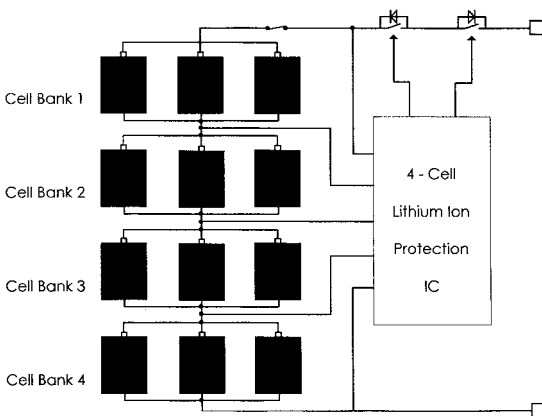 Cell Bank 1
Cell Bank 2
Cell Bank 3
Cell Bank 4
4 - Cell
Lithium Ion
Protection
IC